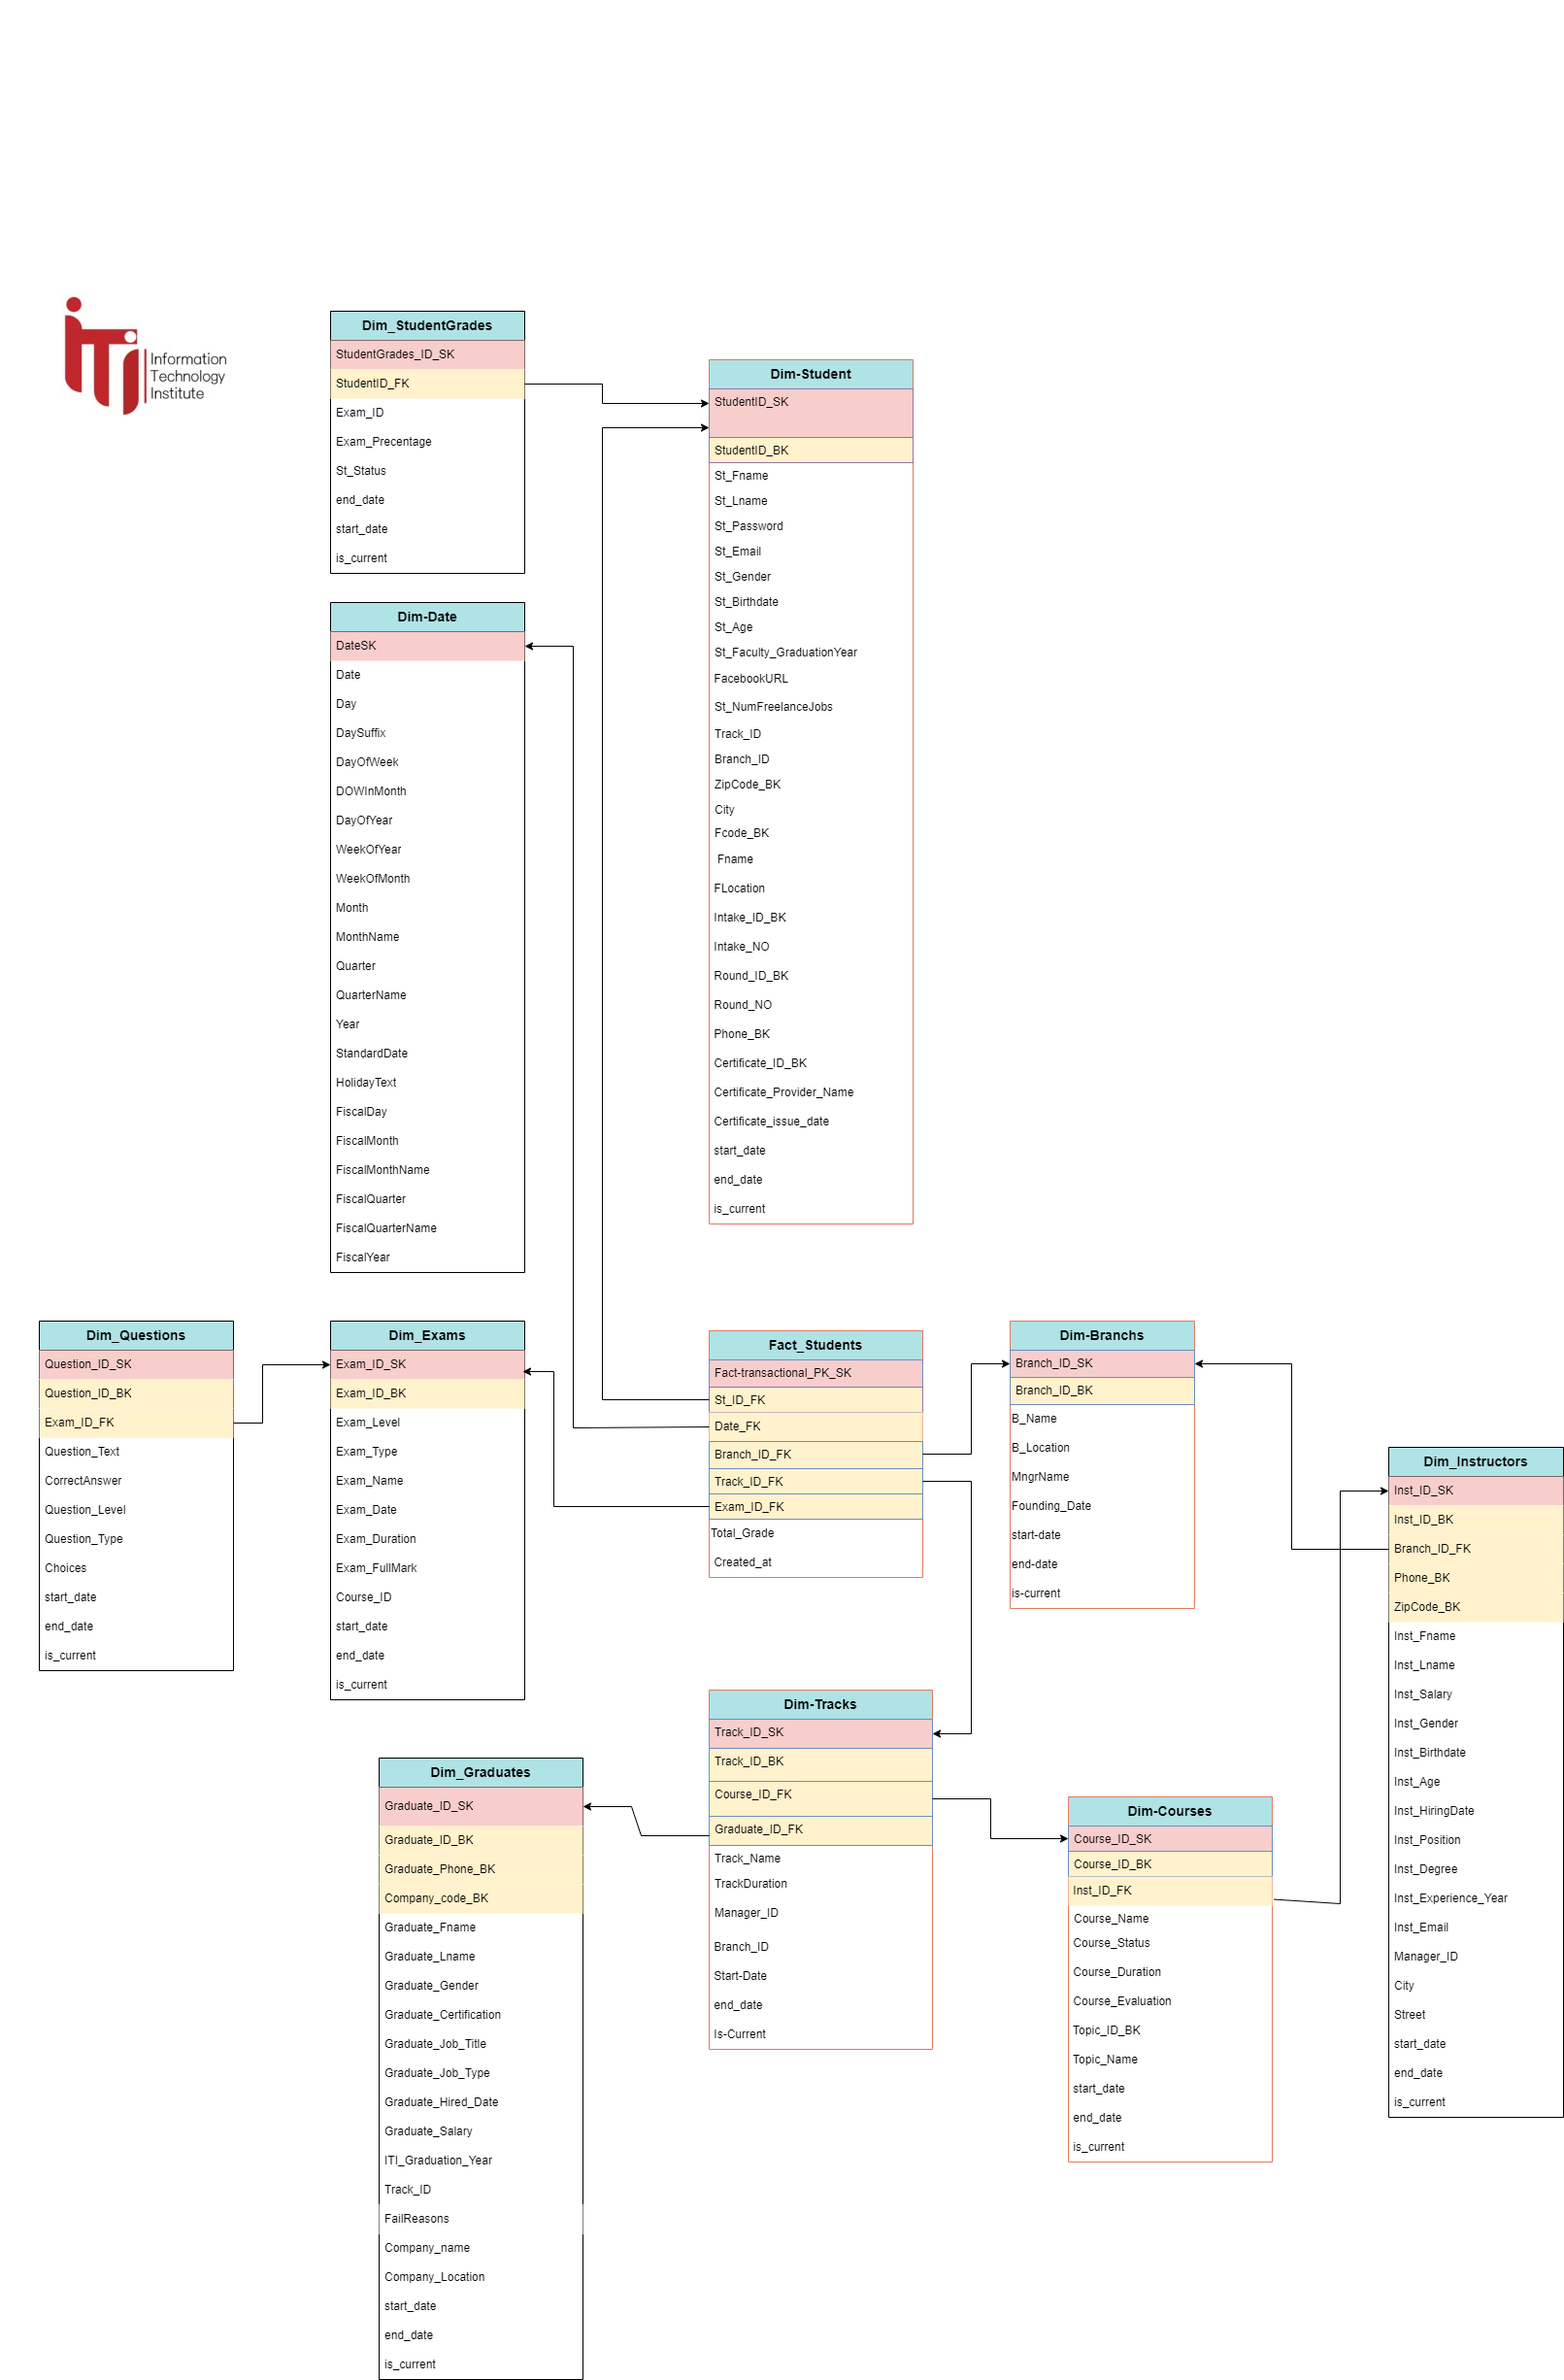 iTi
Information
Technology
Institute
Dim_StudentGrades
StudentGrades_ID_SK
StudentID_FK
Exam_ID
Exam_Precentage
St_Status
end_date
start_date
is_current
Dim-Student
StudentID_SK
StudentID_BK
St_Fname
St_Lname
St_Password
St_Email
St_Gender
St_Birthdate
St_Age
St_Faculty_GraduationYear
FacebookURL
St_NumFreelanceJobs
Track_ID
Branch_ID
ZipCode_BK
City
Fcode_BK
Fname
FLocation
Intake_ID_BK
Intake_NO
Round_ID_BK
Round_NO
Phone_BK
Certificate_ID_BK
Certificate_Provider_Name
Certificate_issue_date
start_date
end_date
is_current
Dim-Date
DateSK
Date
Day
DaySuffix
DayOfWeek
DOWInMonth
DayOfYear
WeekOfYear
WeekOfMonth
Month
MonthName
Quarter
QuarterName
Year
StandardDate
HolidayText
FiscalDay
FiscalMonth
FiscalMonthName
FiscalQuarter
FiscalQuarterName
FiscalYear
Dim_Questions
Question_ID_SK
Question_ID_BK
Exam_ID_FK
Question_Text
CorrectAnswer
Question_Level
Question_Type
Choices
start_date
end_date
is_current
Dim_Exams
Exam_ID_SK
Exam_ID_BK
Exam_Level
Exam_Type
Exam_Name
Exam_Date
Exam_Duration
Exam_FullMark
Course_ID
start_date
end_date
is_current
Fact_Students
Fact-transactional_PK_SK
St_ID_FK
Date_FK
Branch_ID_FK
Track_ID_FK
Exam_ID_FK
Total_Grade
Created_at
Dim-Branchs
Branch_ID_SK
Branch_ID_BK
B_Name
B_Location
MngrName
Founding_Date
start-date
end-date
is-current
Dim_Instructors
Inst_ID_SK
Inst_ID_BK
Branch_ID_FK
Phone_BK
ZipCode_BK
Inst_Fname
Inst_Lname
Inst_Salary
Inst_Gender
Inst_Birthdate
Inst_Age
Inst_HiringDate
Inst_Position
Inst_Degree
Inst_Experience_Year
Inst_Email
Manager_ID
City
Street
start_date
end_date
is_current
Dim_Graduates
Graduate_ID_SK
Graduate_ID_BK
Graduate_Phone_BK
Company_code_BK
Graduate_Fname
Graduate_Lname
Graduate_Gender
Graduate_Certification
Graduate_Job_Title
Graduate_Job_Type
Graduate_Hired_Date
Graduate_Salary
ITI_Graduation_Year
Track_ID
FailReasons
Company_name
Company_Location
start_date
end_date
is_current
Dim-Tracks
Track_ID_SK
Track_ID_BK
Course_ID_FK
Graduate_ID_FK
Track_Name
TrackDuration
Manager_ID
Branch_ID
Start-Date
end_date
Is-Current
Dim-Courses
Course_ID_SK
Course_ID_BK
Inst_ID_FK
Course_Name
Course_Status
Course_Duration
Course_Evaluation
Topic_ID_BK
Topic_Name
start_date
end_date
is_current